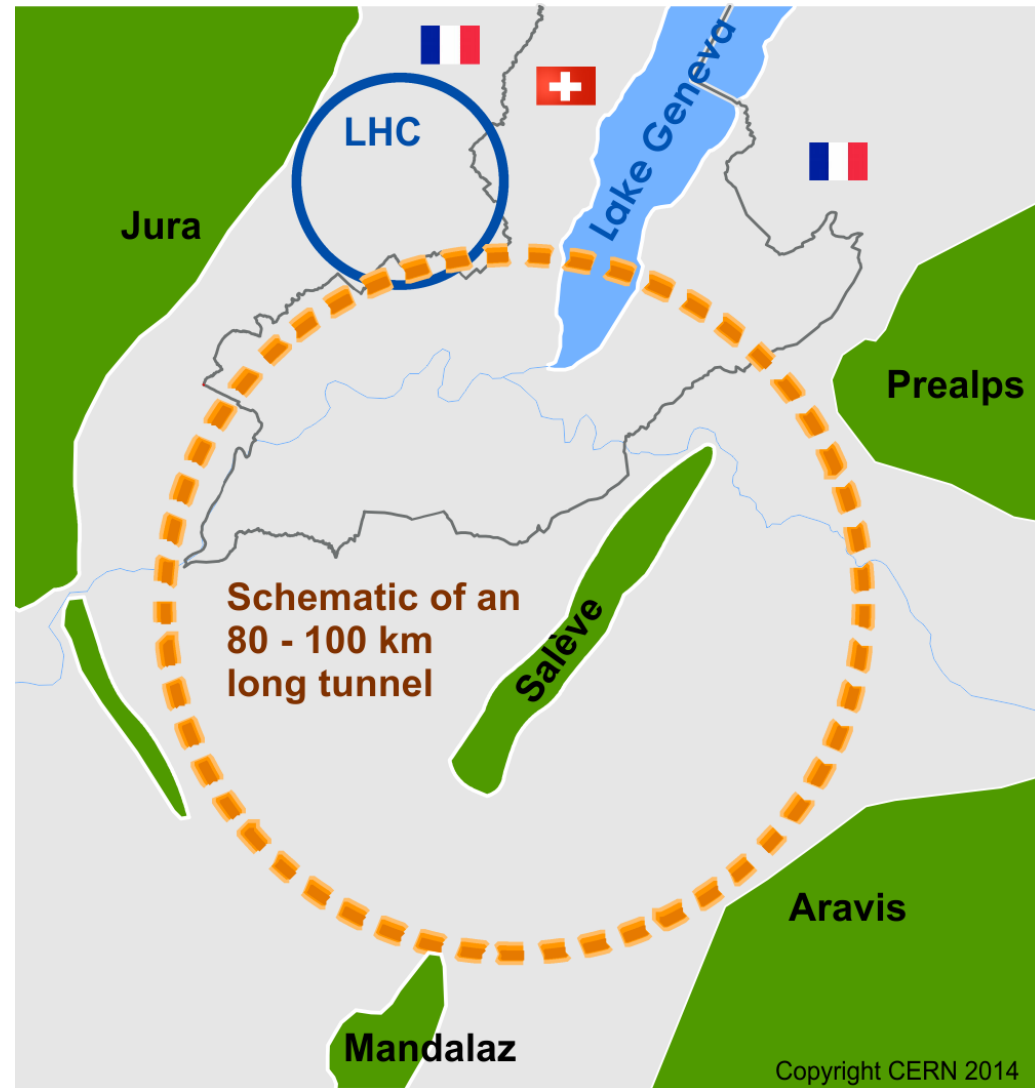 LHC
Lake Geneva
Jura
Prealps
Schematic of an
80 - 100 km
long tunnel
Salève
Aravis
Mandalaz
Copyright CERN 2014